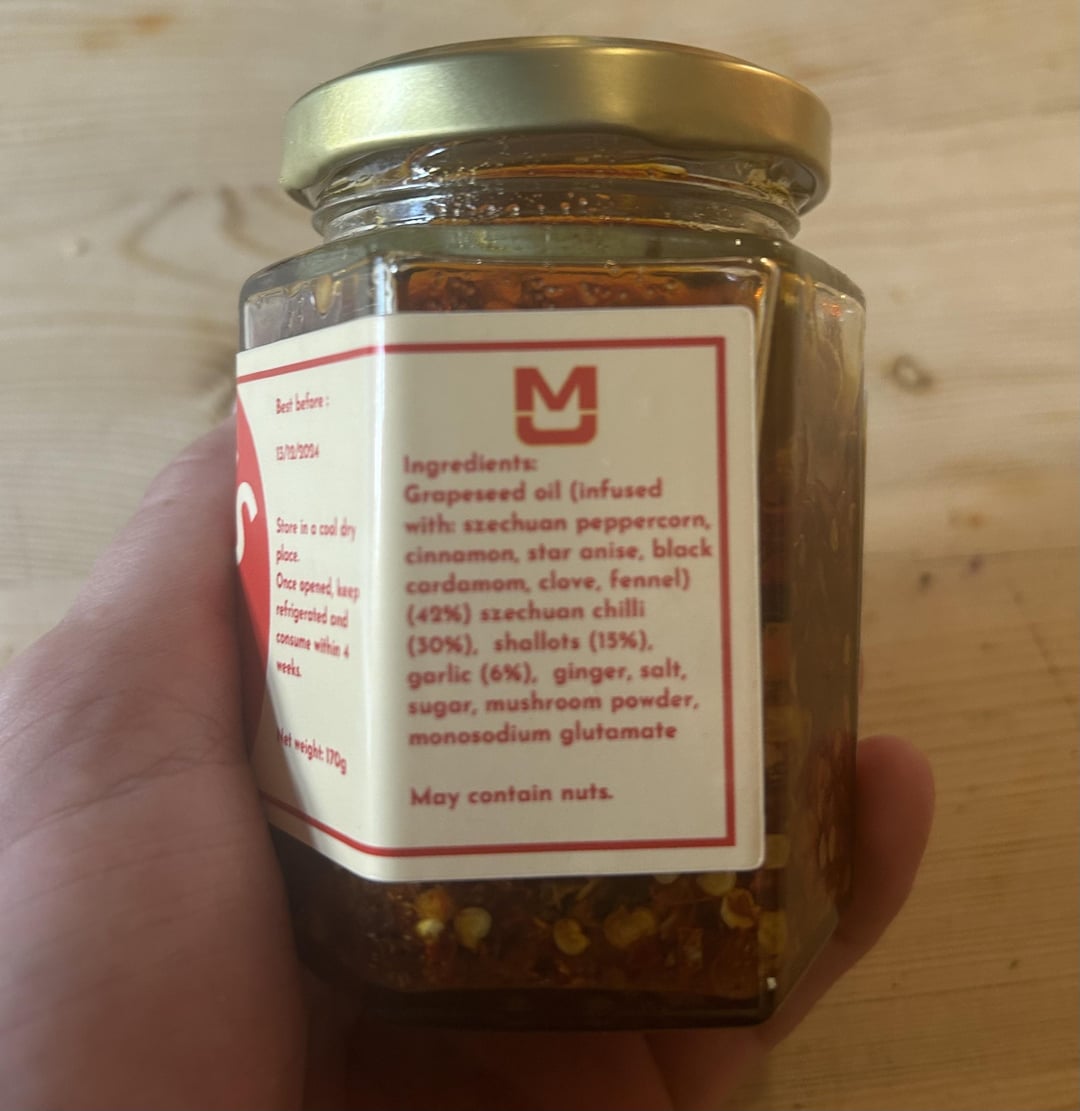 Best before :
13/12/2024
Store in a cool dry
place.
Once opened, keep
refrigerated and
consume within 4
weeks.
Net weight: 170g
MU
Ingredients:
Grapeseed oil (infused
with: szechuan peppercorn,
cinnamon, star anise, black
cardamom, clove, fennel)
(42%) szechuan chilli
(30%), shallots (15%),
garlic (6%), ginger, salt,
sugar, mushroom powder,
monosodium glutamate
May contain nuts.